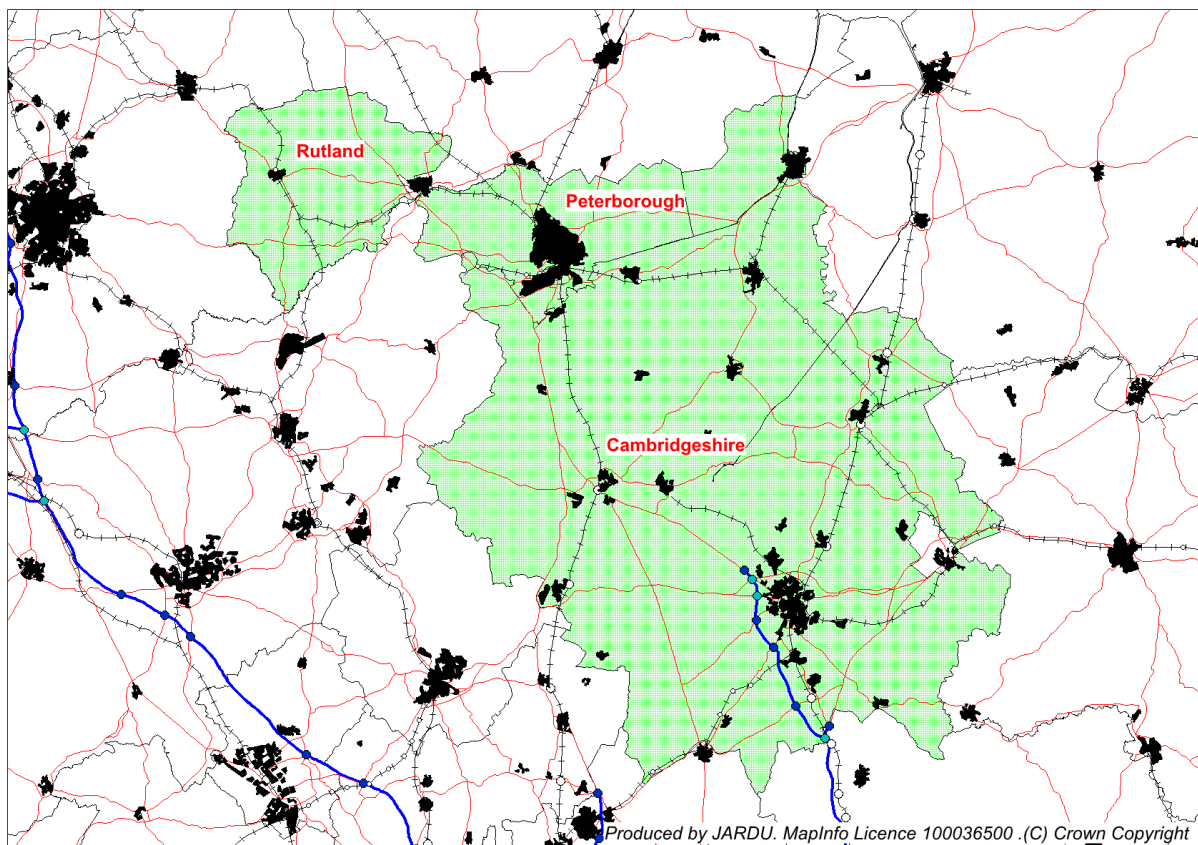 Rutland
Peterborough
Cambridgeshire
Produced by JARDU. MapInfo Licence 100036500 .(C) Crown Copyright